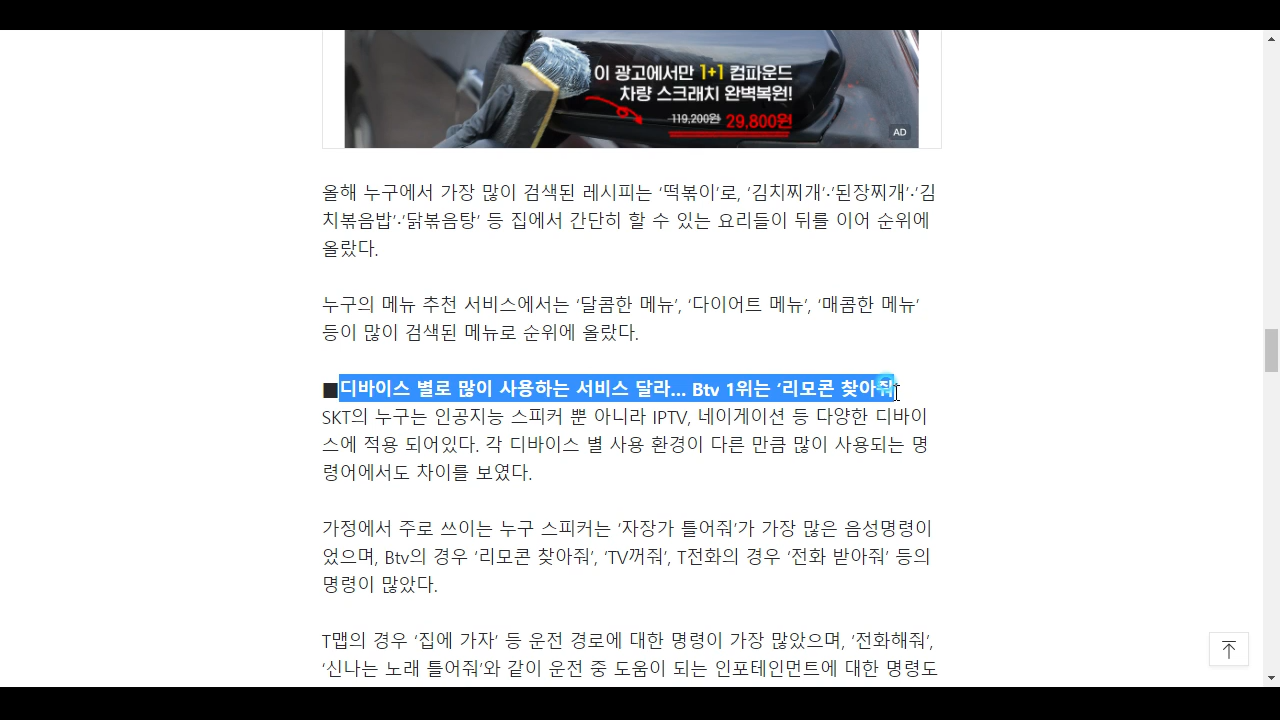 이 광고에서만 1+1 컴파운드
차량 스크래치 완벽복원!
119,200원 29,800원
AD
올해 누구에서 가장 많이 검색된 레시피는 ‘떡볶이’로, ‘김치찌개’·‘된장찌개’·‘김
치볶음밥’·‘닭볶음탕’ 등 집에서 간단히 할 수 있는 요리들이 뒤를 이어 순위에
올랐다.
누구의 메뉴 추천 서비스에서는 ‘달콤한 메뉴’, ‘다이어트 메뉴’, ‘매콤한 메뉴’
등이 많이 검색된 메뉴로 순위에 올랐다.
■디바이스 별로 많이 사용하는 서비스 달라... Btv 1위는 ‘리모콘 찾아줘’
SKT의 누구는 인공지능 스피커 뿐 아니라 IPTV, 네이게이션 등 다양한 디바이
스에 적용 되어있다. 각 디바이스 별 사용 환경이 다른 만큼 많이 사용되는 명
령어에서도 차이를 보였다.
가정에서 주로 쓰이는 누구 스피커는 ‘자장가 틀어줘’가 가장 많은 음성명령이
었으며, Btv의 경우 ‘리모콘 찾아줘’, ‘TV꺼줘’, T전화의 경우 ‘전화 받아줘’ 등의
명령이 많았다.
T맵의 경우 ‘집에 가자’ 등 운전 경로에 대한 명령이 가장 많았으며, ‘전화해줘’,
‘신나는 노래 틀어줘’와 같이 운전 중 도움이 되는 인포테인먼트에 대한 명령도